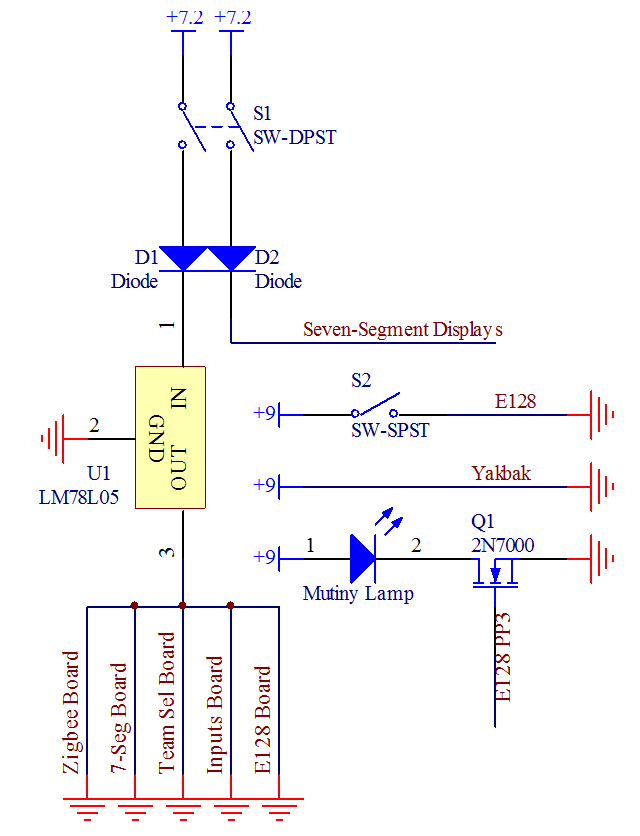 +7.2 +7.2
S1
SW-DPST
D1 D2
Diode Diode
1
Seven-Segment Displays
S2
+9 E128
SW-SPST
IN
GND
OUT
2
U1
LM78L05
+9 Yakbak
Q1
2N7000
+9 1 2
Mutiny Lamp
3
E128 PP3
Zigbee Board
7-Seg Board
Team Sel Board
Inputs Board
E128 Board